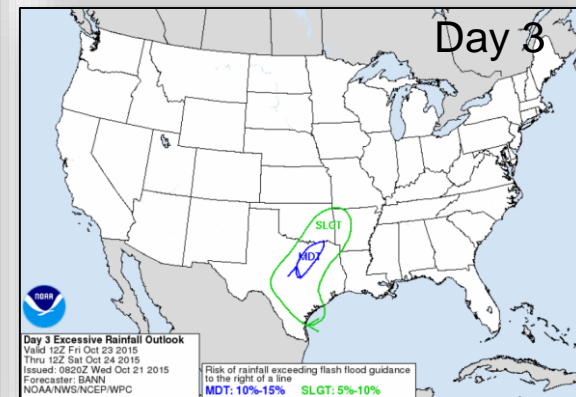 Day 3
SLGT
MDT
NOAA
Day 3 Excessive Rainfall Outlook
Valid 12Z Fri Oct 23 2015
Thru 12Z Sat Oct 24 2015
Issued: 0820Z Wed Oct 21 2015
Forecaster: BANN
NOAA/NWS/NCEP/WPC
Risk of rainfall exceeding flash flood guidance
to the right of a line
MDT: 10%-15% SLGT: 5%-10%